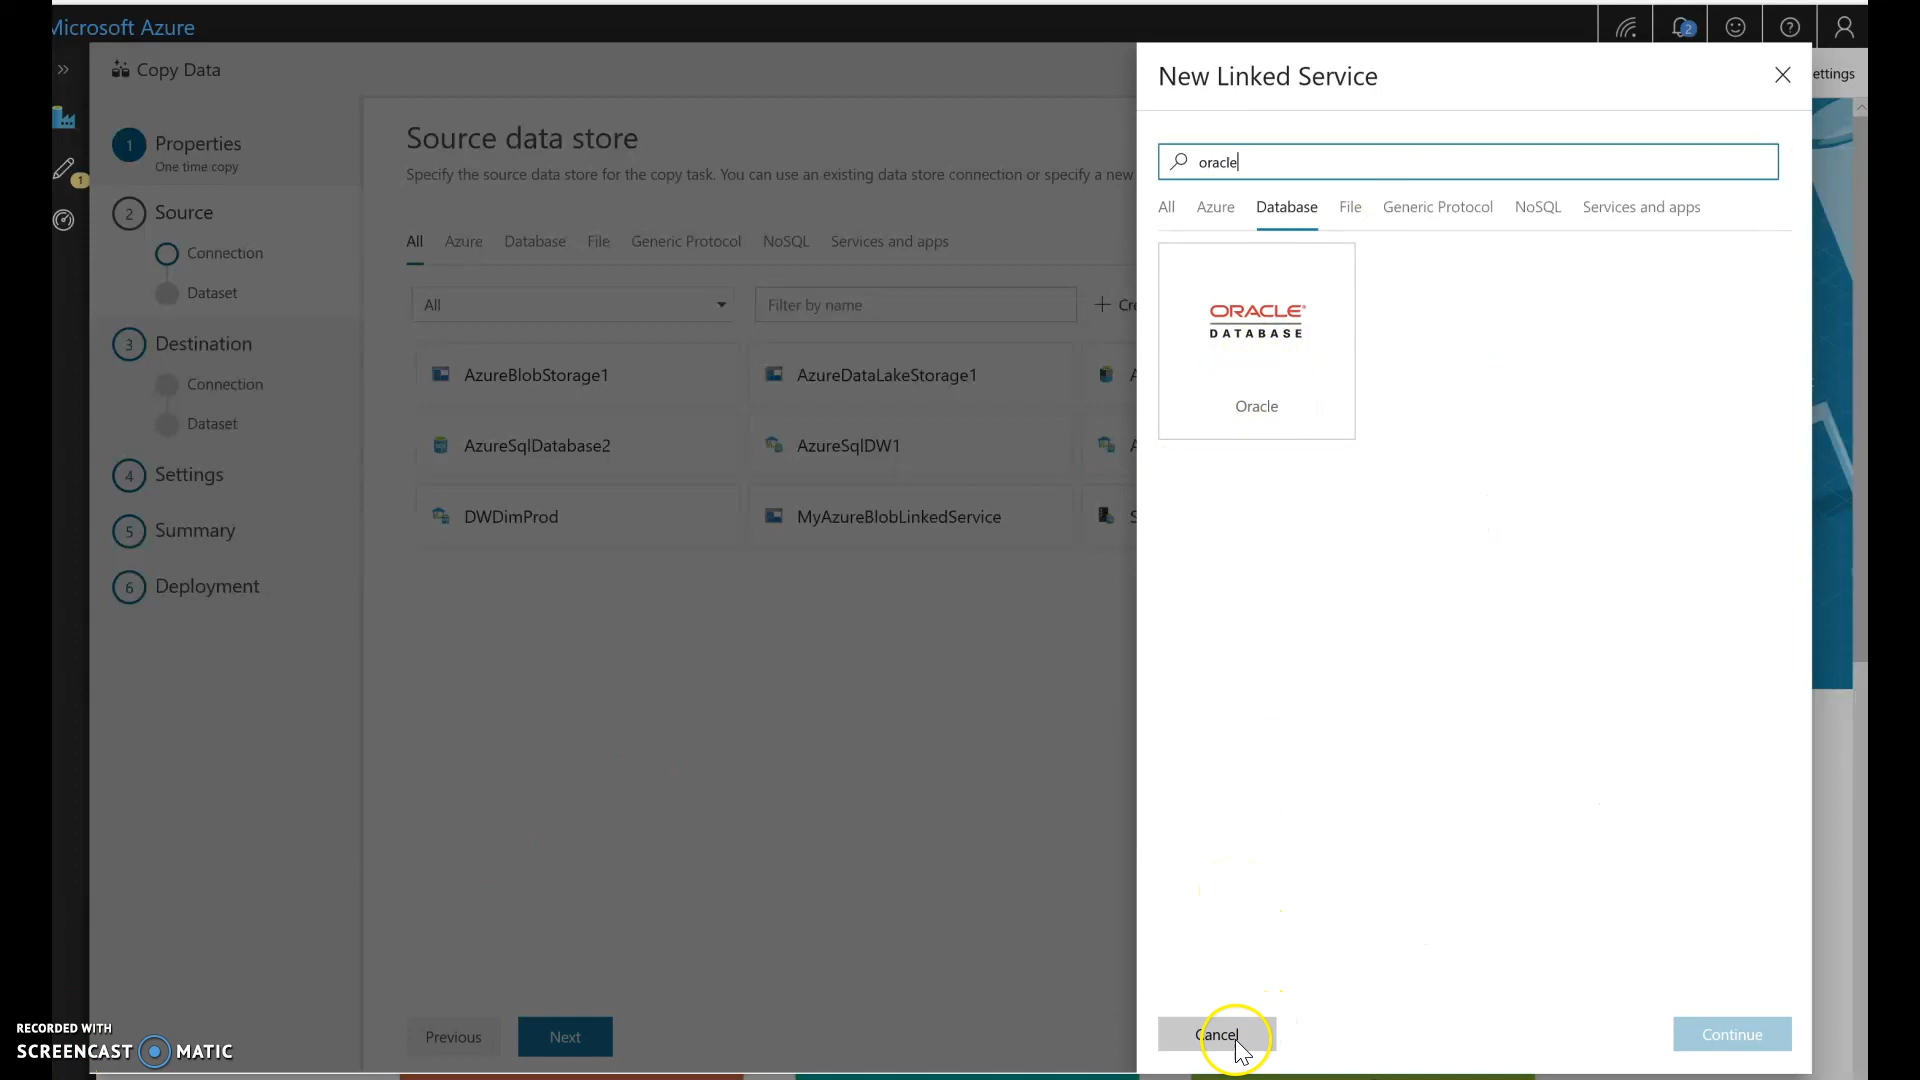 Microsoft Azure
2
Copy Data
New Linked Service
ettings
1
Properties
One time copy
Source data store
Specify the source data store for the copy task. You can use an existing data store connection or specify a new
oracle
1
2
Source
Connection
Dataset
All
Azure
Database
File
Generic Protocol
NoSQL
Services and apps
All
Azure
Database
File
Generic Protocol
NoSQL
Services and apps
All
Filter by name
Cre
ORACLE
DATABASE
Oracle
3
Destination
Connection
Dataset
AzureBlobStorage1
AzureDataLakeStorage1
A
AzureSqlDatabase2
AzureSqlDW1
A
DWDimProd
MyAzureBlobLinkedService
S
4
Settings
5
Summary
6
Deployment
Previous
Next
Cancel
Continue
RECORDED WITH
SCREENCAST MATIC